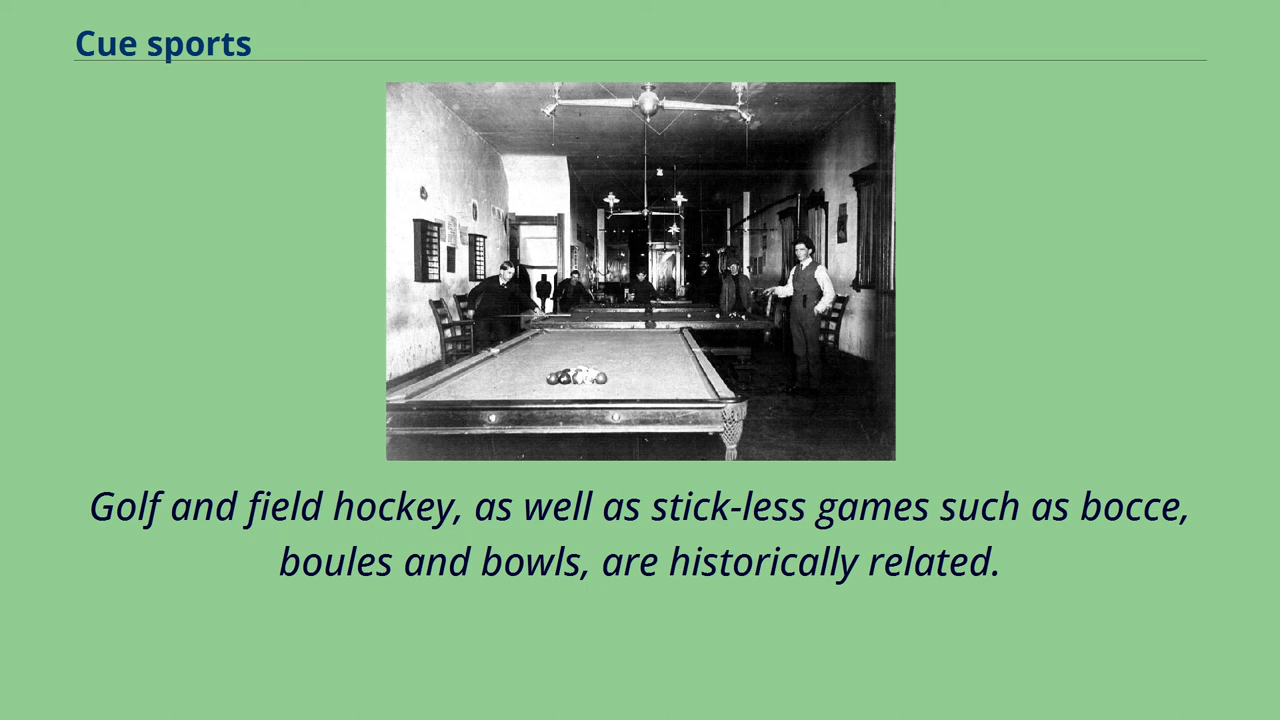 Cue sports
Golf and field hockey, as well as stick-less games such as bocce,
boules and bowls, are historically related.